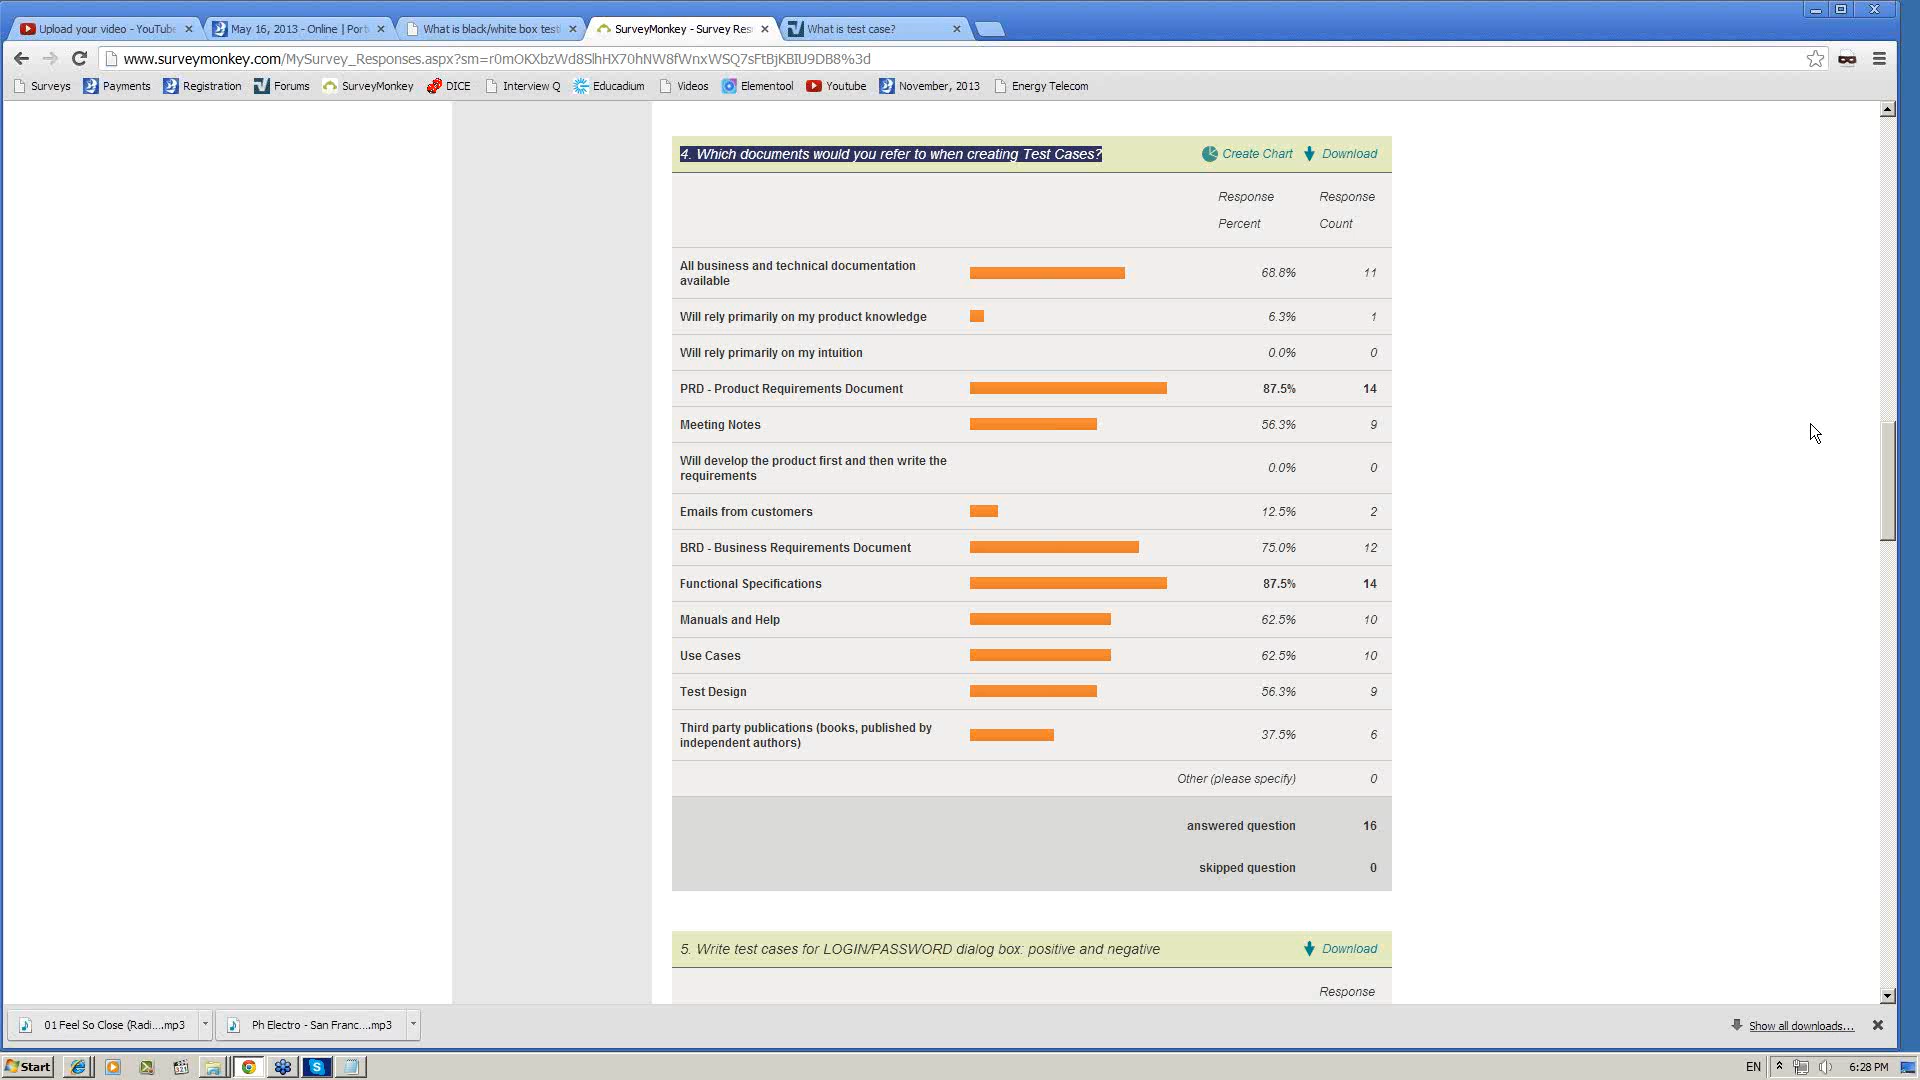 Upload your video - YouTube
May 16, 2013 - Online | Port
What is black/white box test
SurveyMonkey - Survey Res
What is test case?
www.surveymonkey.com/MySurvey_Responses.aspx?sm=r0mOKXbzWd8SlhHX70hNW8fWnxWSQ7sFtBjKBIU9DB8%3d
Surveys Payments Registration Forums SurveyMonkey DICE Interview Q Educadium Videos Elementool Youtube November, 2013 Energy Telecom
4. Which documents would you refer to when creating Test Cases? Create Chart Download
Response Response
Percent Count
All business and technical documentation
available 68.8% 11
Will rely primarily on my product knowledge 6.3% 1
Will rely primarily on my intuition 0.0% 0
PRD - Product Requirements Document 87.5% 14
Meeting Notes 56.3% 9
Will develop the product first and then write the
requirements 0.0% 0
Emails from customers 12.5% 2
BRD - Business Requirements Document 75.0% 12
Functional Specifications 87.5% 14
Manuals and Help 62.5% 10
Use Cases 62.5% 10
Test Design 56.3% 9
Third party publications (books, published by
independent authors) 37.5% 6
Other (please specify) 0
answered question 16
skipped question 0
5. Write test cases for LOGIN/PASSWORD dialog box: positive and negative Download
Response
01 Feel So Close (Radi....mp3
Ph Electro - San Franc....mp3
Show all downloads...
Start
EN
6:28 PM